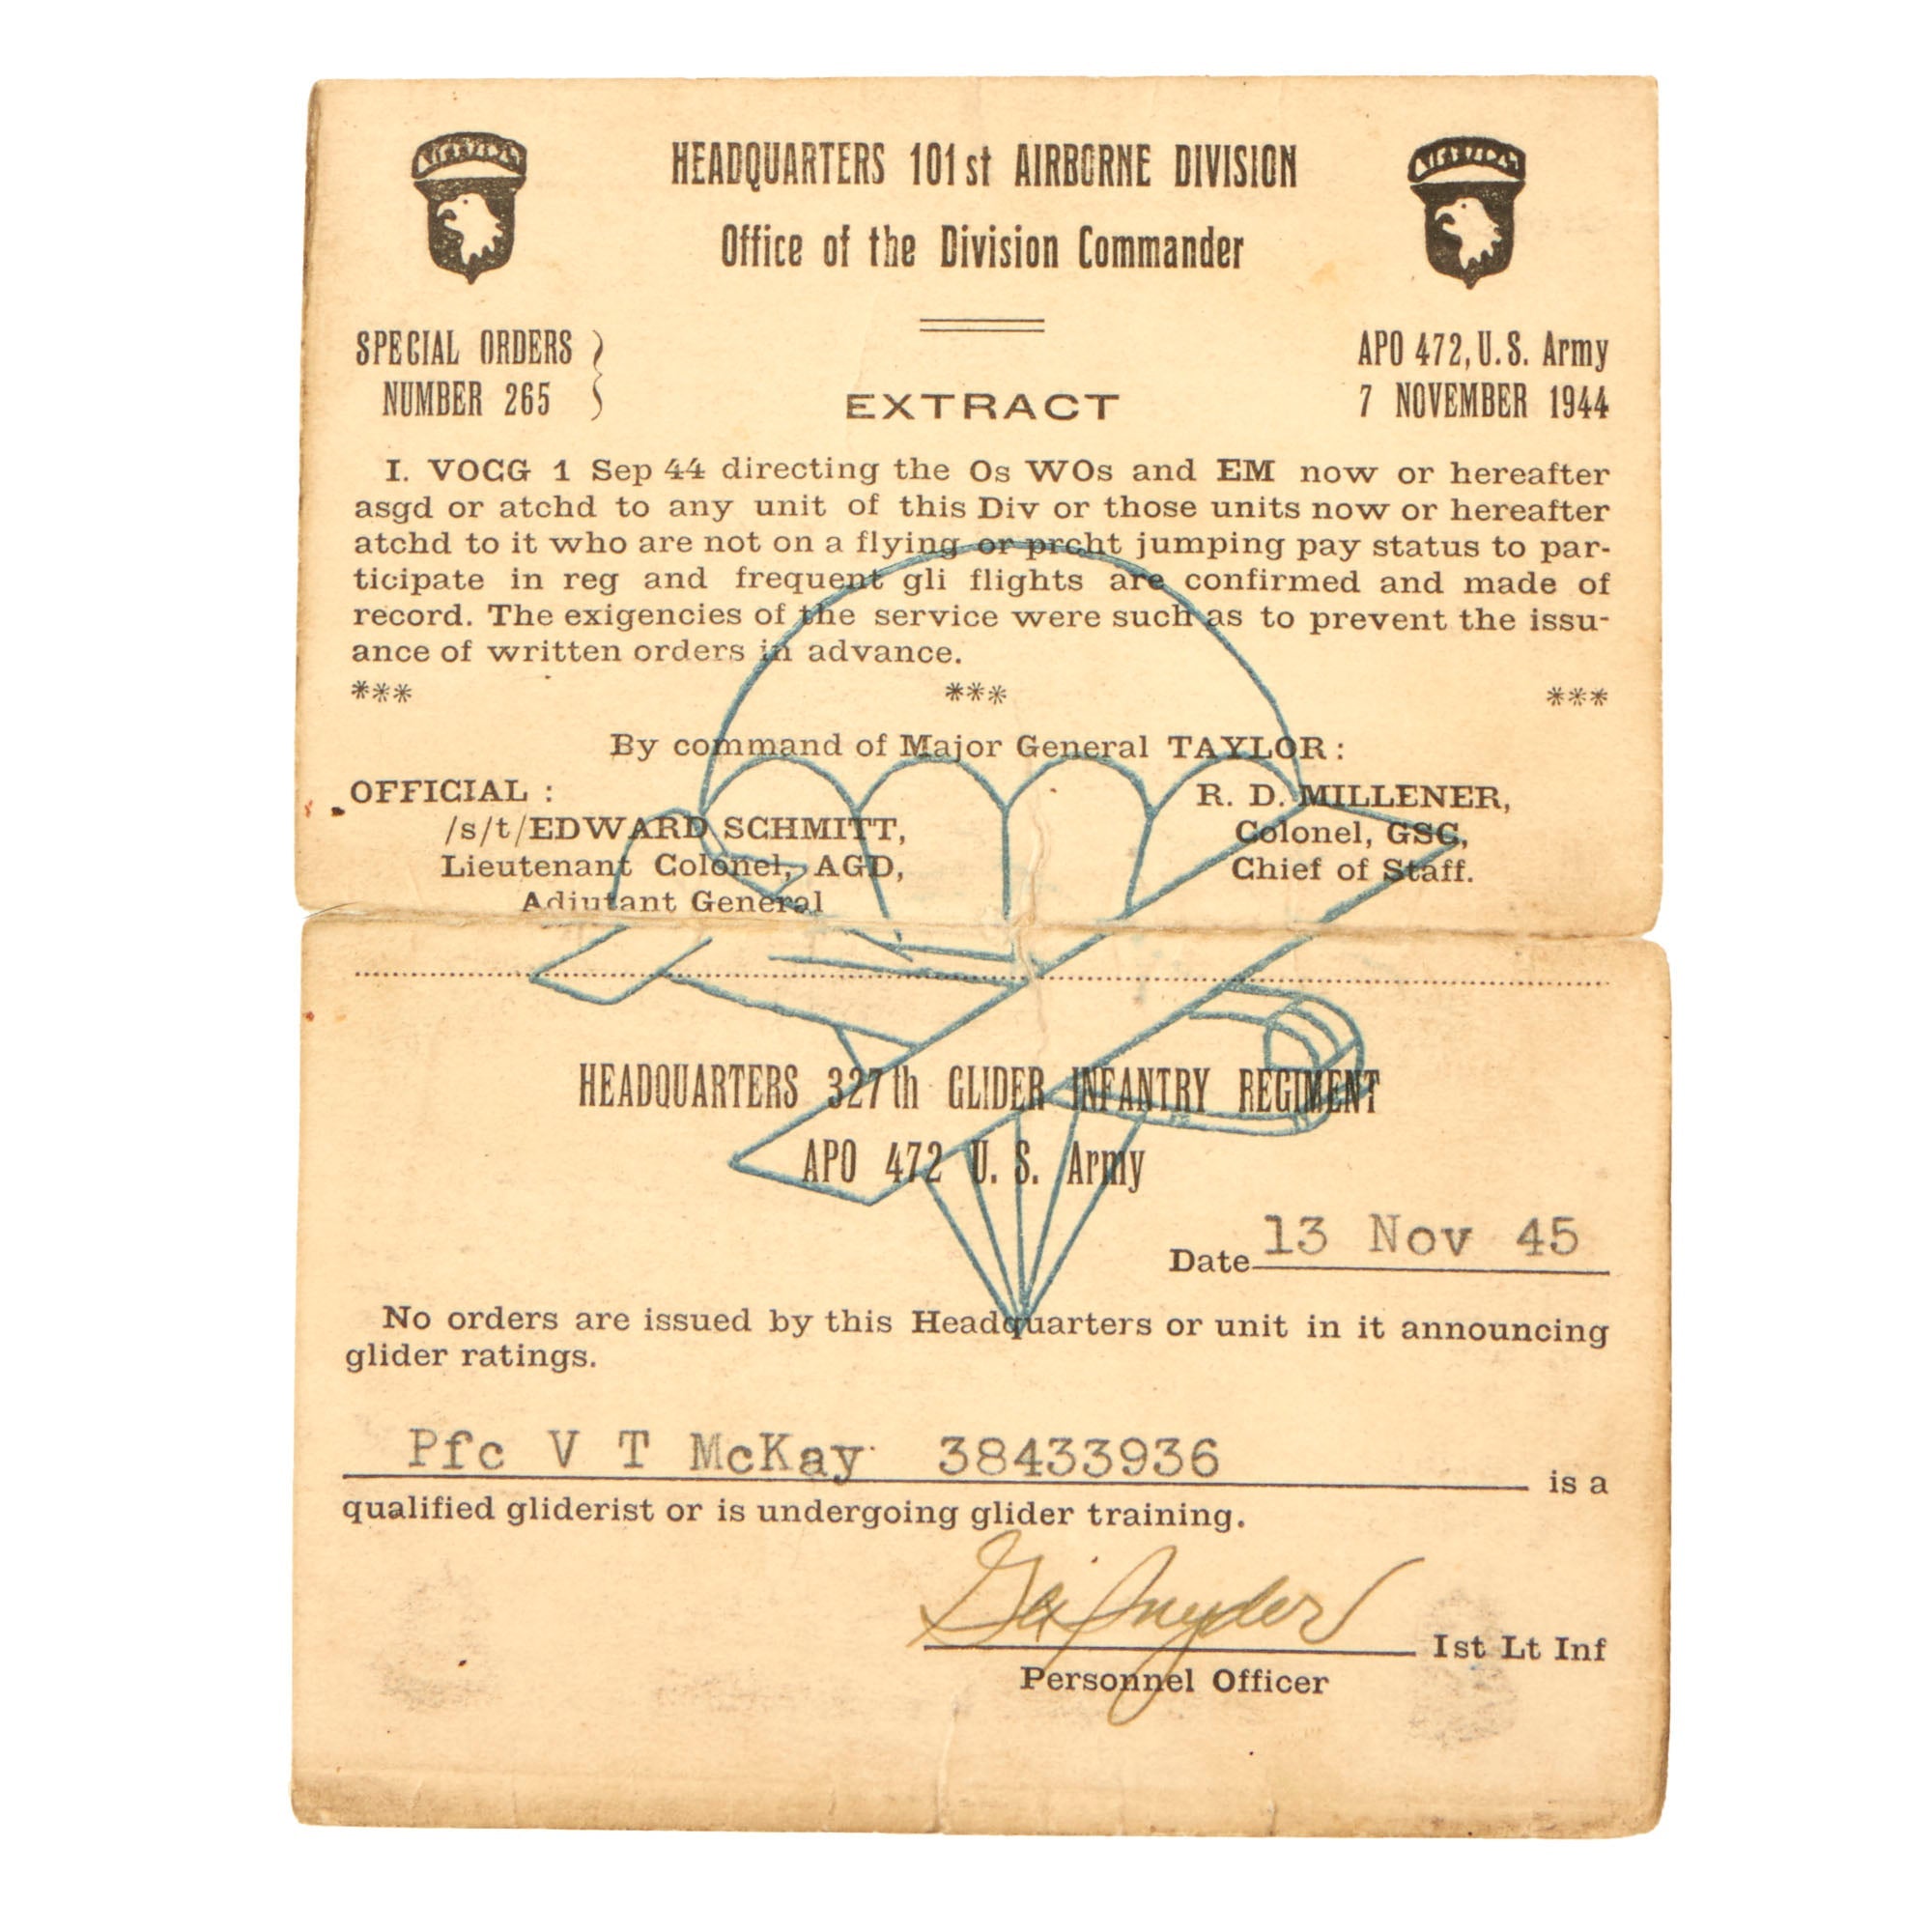 AIRBORNE
AIRBORNE
HEADQUARTERS 101st AIRBORNE DIVISION
Office of the Division Commander
SPECIAL ORDERS
NUMBER 265
APO 472, U. S. Army
7 NOVEMBER 1944
EXTRACT
I. VOCG 1 Sep 44 directing the Os WOs and EM now or hereafter
asgd or atchd to any unit of this Div or those units now or hereafter
atchd to it who are not on a flying or prcht jumping pay status to par-
ticipate in reg and frequent gli flights are confirmed and made of
record. The exigencies of the service were such as to prevent the issu-
ance of written orders in advance.
*** *** ***
By command of Major General TAYLOR :
OFFICIAL :
/s/t/EDWARD SCHMITT,
Lieutenant Colonel, AGD,
Adjutant General
R. D. MILLENER,
Colonel, GSC,
Chief of Staff.
HEADQUARTERS 327th GLIDER INFANTRY REGIMENT
APO 472 U. S. Army
Date 13 Nov 45
No orders are issued by this Headquarters or unit in it announcing
glider ratings.
Pfc V T McKay 38433936 is a
qualified gliderist or is undergoing glider training.
Snyder
Ist Lt Inf
Personnel Officer